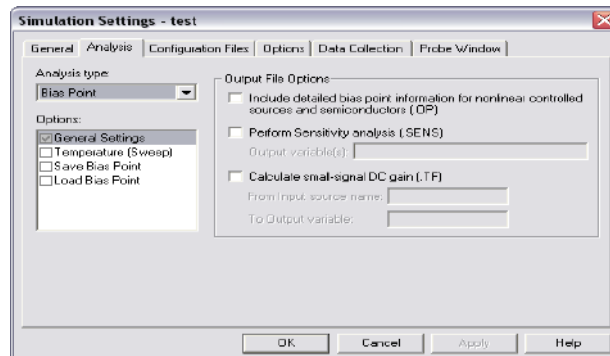 Simulation Settings - test
General Analysis Configuration Files Options Data Collection Probe Window
Analysis type:
Bias Point
Options:
General Settings
Temperature (Sweep)
Save Bias Point
Load Bias Point
Output File Options
Include detailed bias point information for nonlinear controlled
sources and semiconductors (.OP)
Perform Sensitivity analysis (.SENS)
Output variable(s):
Calculate small-signal DC gain (.TF)
From Input source name:
To Output variable:
OK Cancel Apply Help